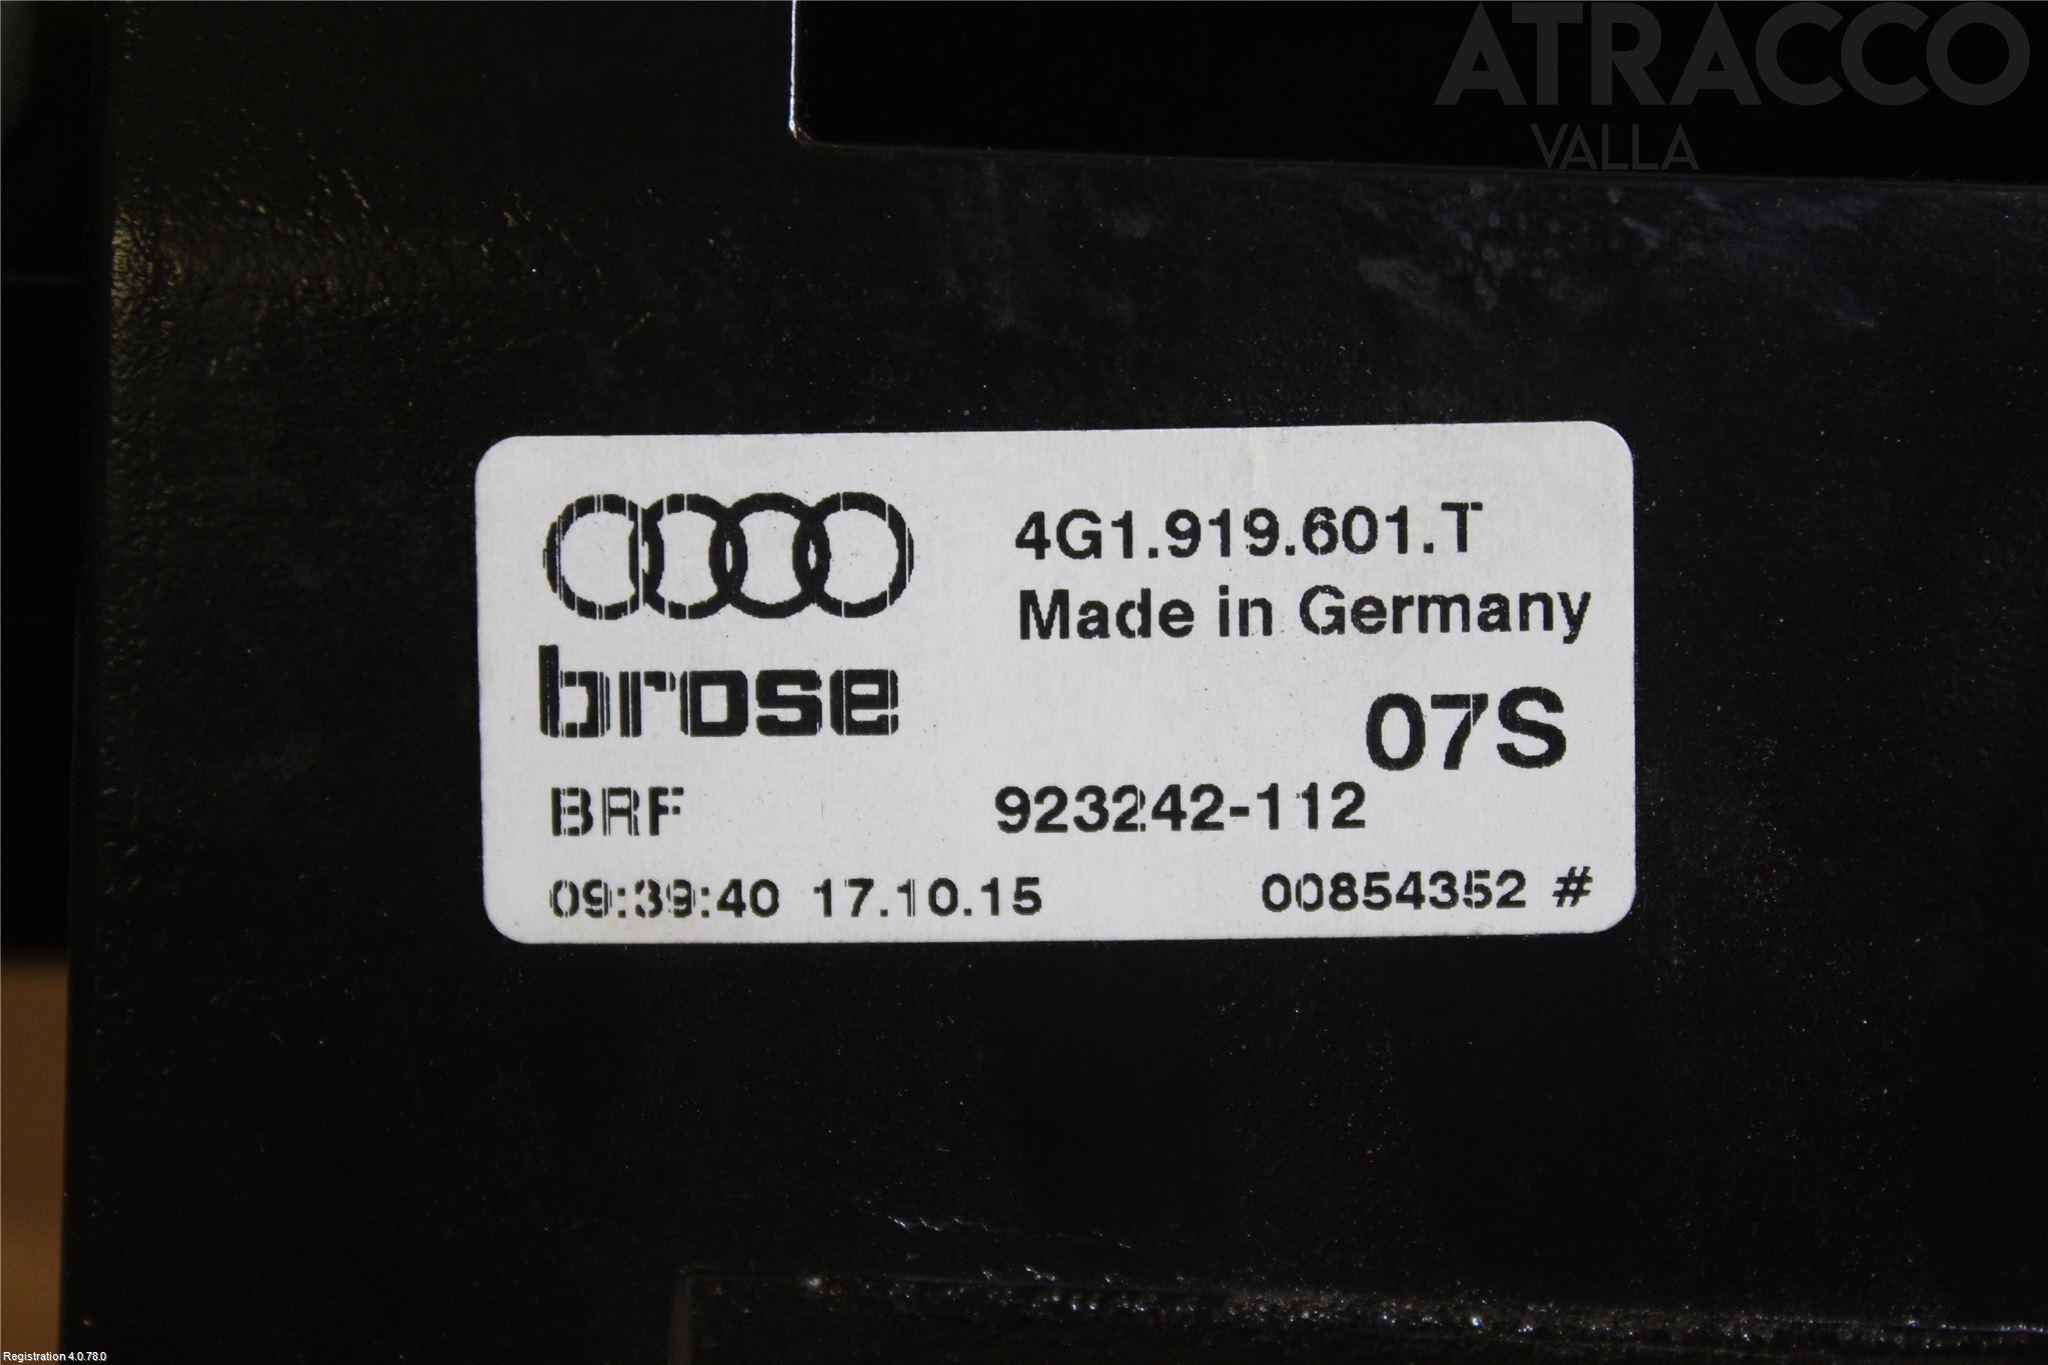 ATRACCO
VALLA
4G1.919.601.T
Made in Germany
brose
07S
BRF 923242-112
09:39:40 17.10.15 00854352 #
Registration 4.0.78.0